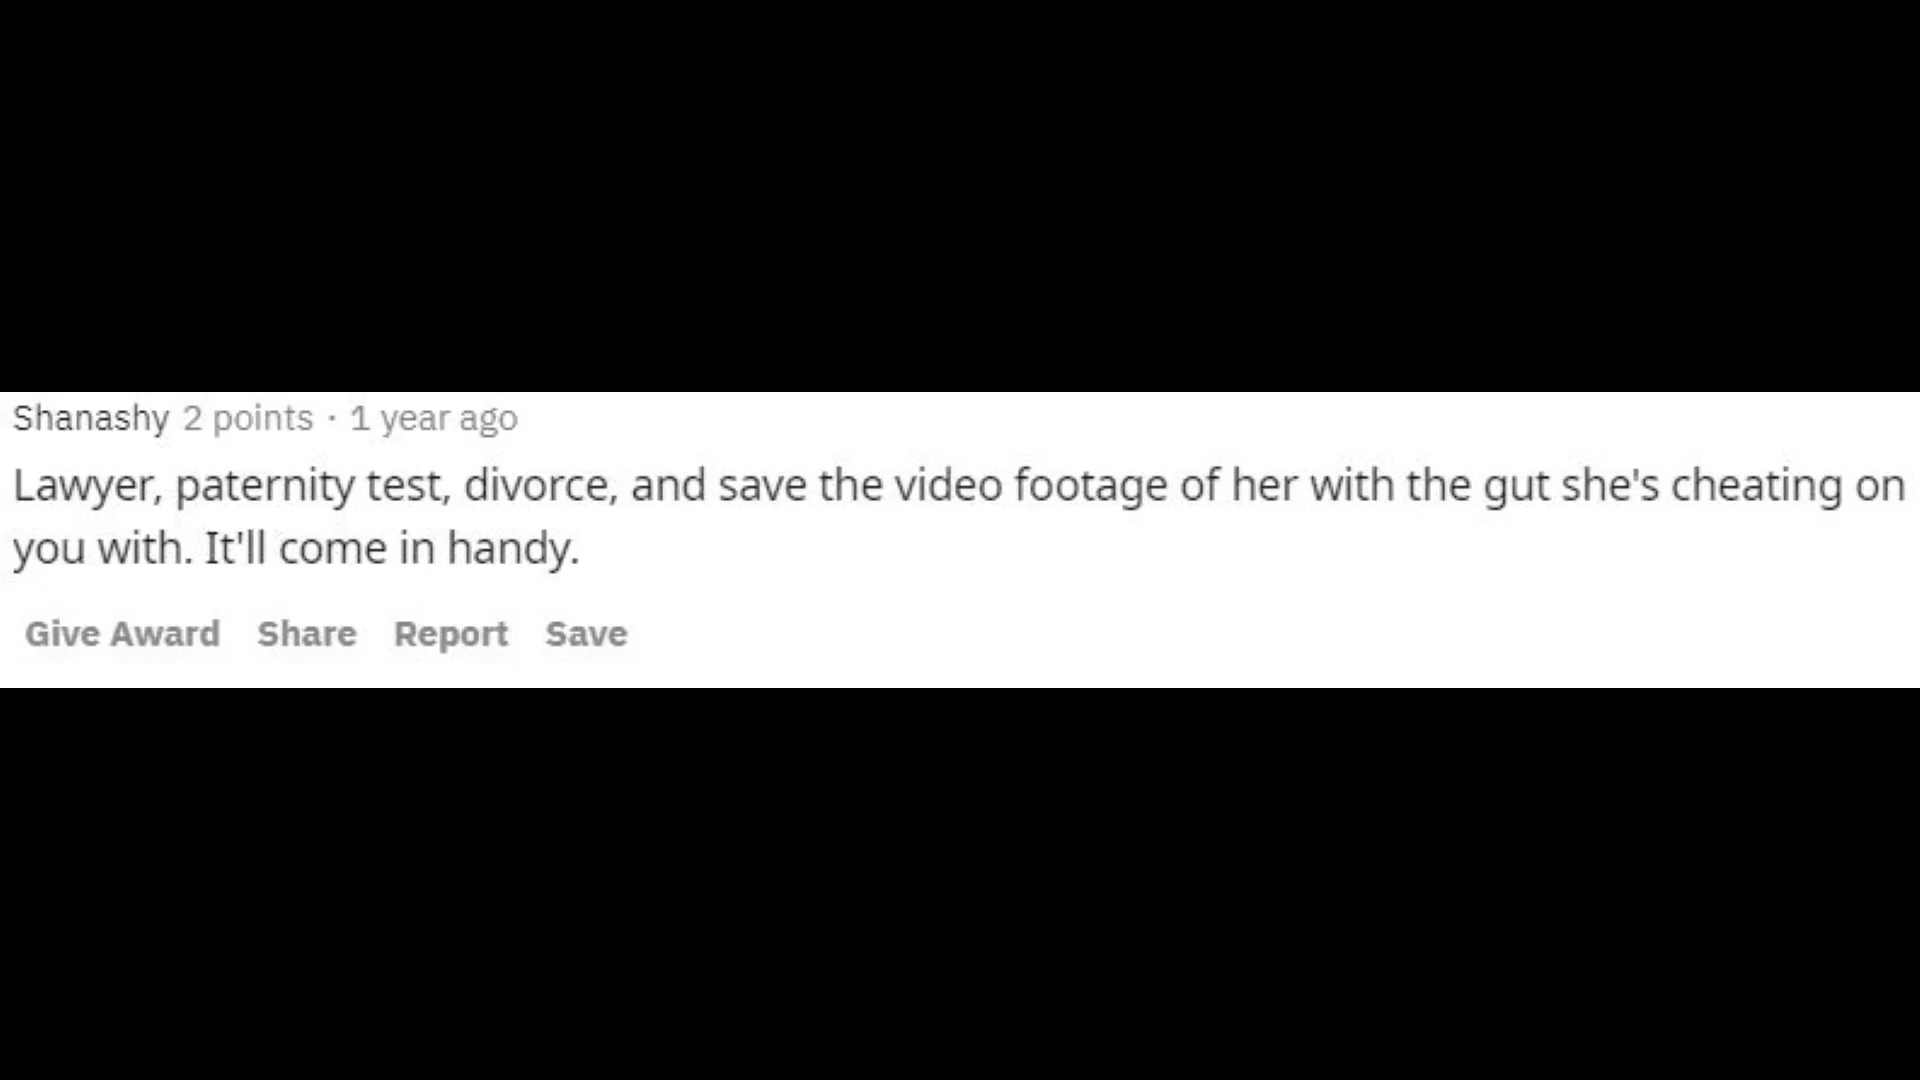 Shanashy 2 points · 1 year ago
Lawyer, paternity test, divorce, and save the video footage of her with the gut she's cheating on
you with. It'll come in handy.
Give Award Share Report Save